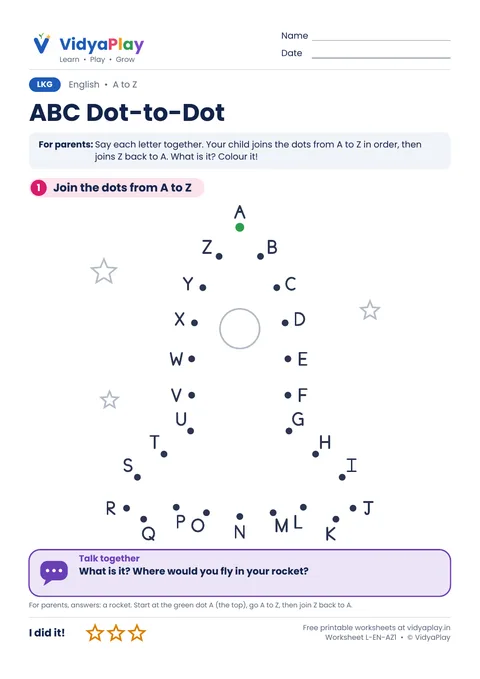 VidyaPlay
Learn • Play • Grow
Name
Date
LKG English • A to Z
ABC Dot-to-Dot
For parents: Say each letter together. Your child joins the dots from A to Z in order, then
joins Z back to A. What is it? Colour it!
1 Join the dots from A to Z
A
Z B
Y C
X D
W E
V F
U G
T H
S I
R J
Q P O N M L K
Talk together
What is it? Where would you fly in your rocket?
For parents, answers: a rocket. Start at the green dot A (the top), go A to Z, then join Z back to A.
I did it!
Free printable worksheets at vidyaplay.in
Worksheet L-EN-AZ1 • © VidyaPlay